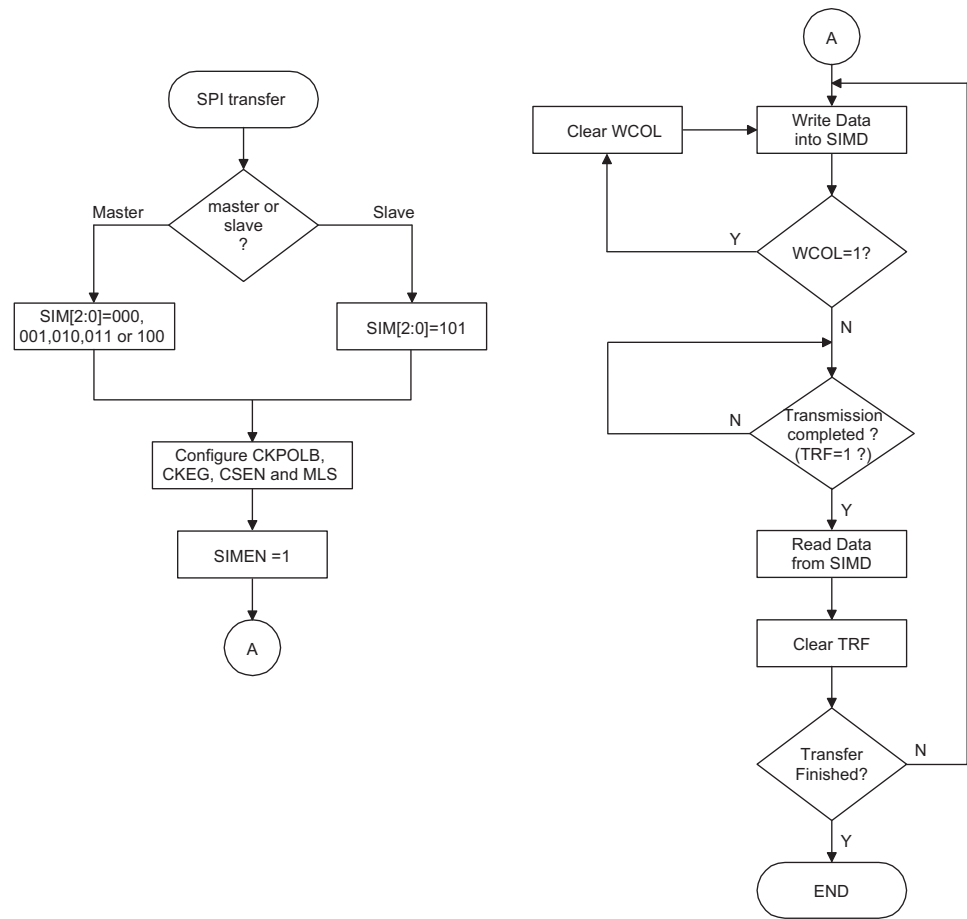 SPI transfer
master or
slave
?
Master
Slave
SIM[2:0]=000,
001,010,011 or 100
SIM[2:0]=101
Configure CKPOLB,
CKEG, CSEN and MLS
SIMEN =1
A
A
Write Data
into SIMD
Clear WCOL
WCOL=1?
Y
N
Transmission
completed ?
(TRF=1 ?)
N
Y
Read Data
from SIMD
Clear TRF
Transfer
Finished?
N
Y
END